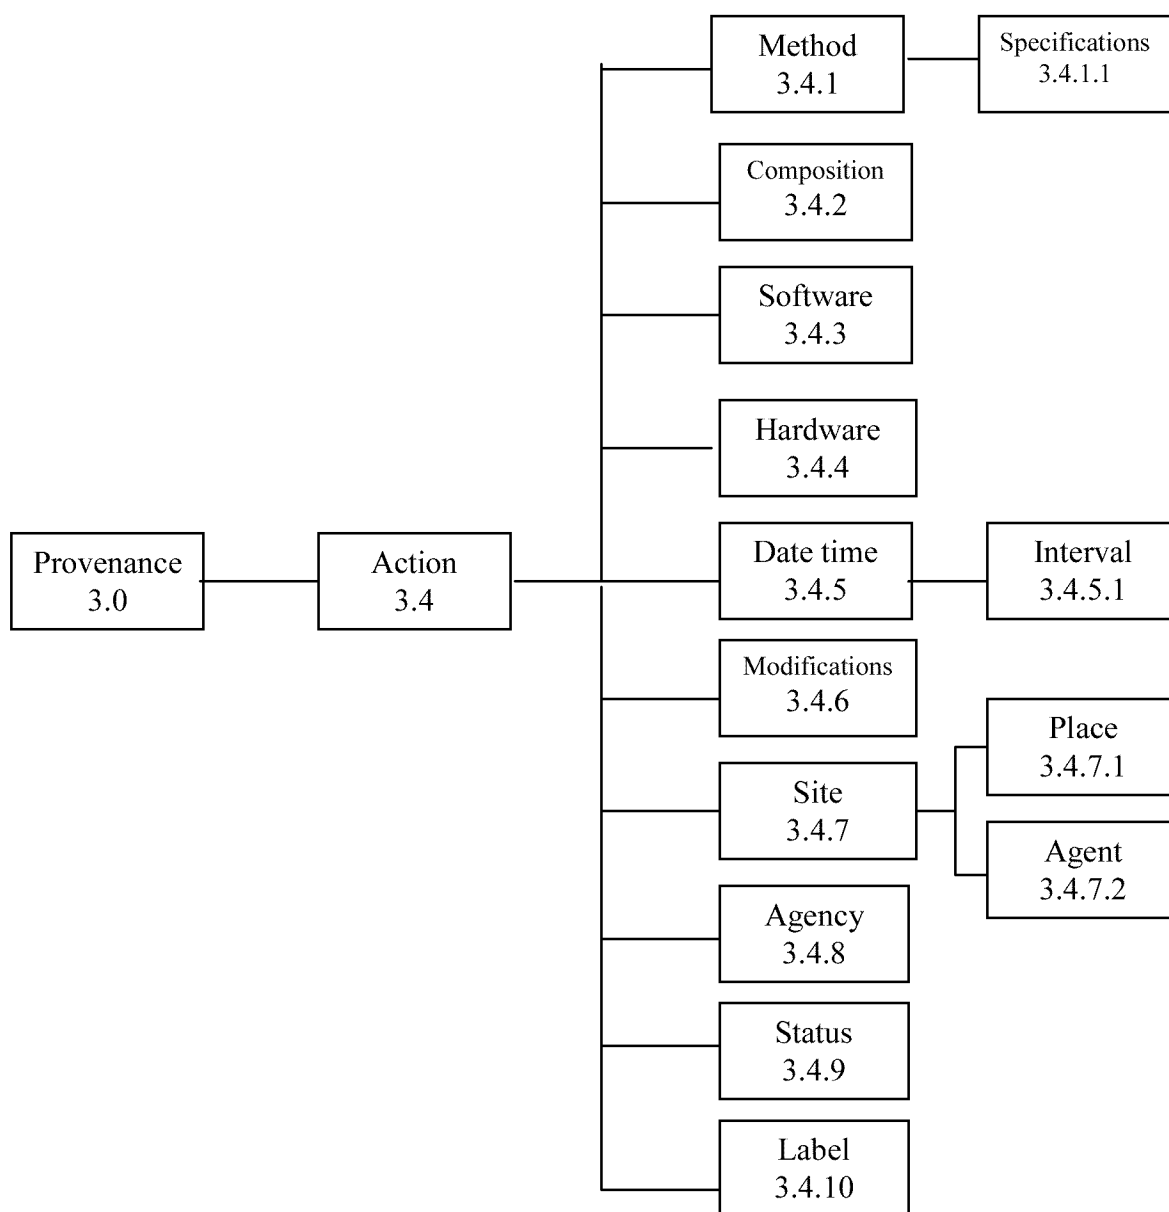 Method
3.4.1
Specifications
3.4.1.1
Composition
3.4.2
Software
3.4.3
Hardware
3.4.4
Provenance
3.0
Action
3.4
Date time
3.4.5
Interval
3.4.5.1
Modifications
3.4.6
Site
3.4.7
Place
3.4.7.1
Agent
3.4.7.2
Agency
3.4.8
Status
3.4.9
Label
3.4.10